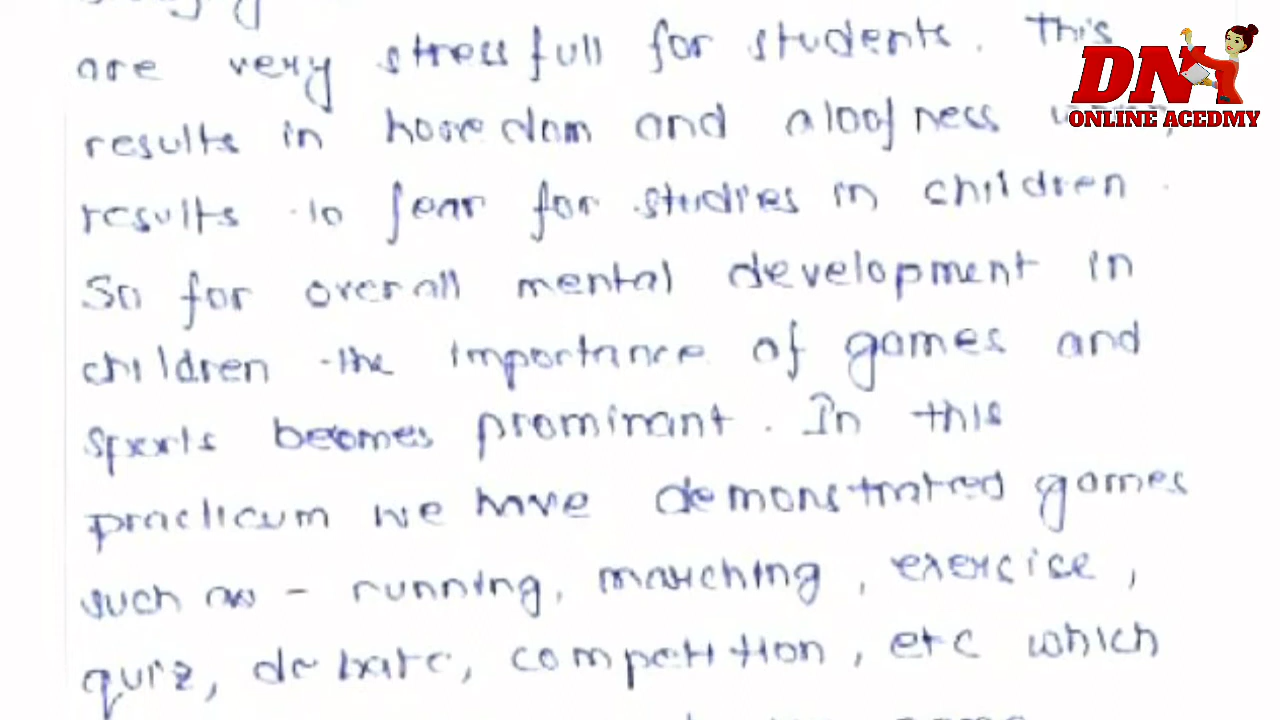 are very stressfull for students. This
results in and aloofness
results to fear for studies in children.
So for overall mental development in
children the importance of games and
sports becomes prominant. In this
practicum we have demonstrated games
such as - running, marching, exercise,
quiz, debate, competition, etc which
DN
ONLINE ACEDMY